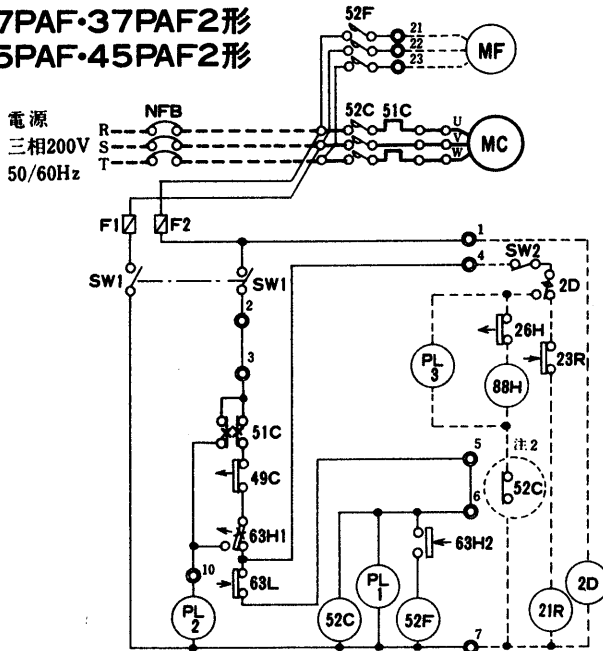 7PAF・37PAF2形
5PAF・45PAF2形
52F
21
22
23
MF
電源
三相200V
50/60Hz
NFB
R
S
T
52C
51C
U
V
W
MC
F1
F2
SW1
SW1
1
4
SW2
2D
2
3
26H
23R
PL
3
88H
51C
49C
5
注2
52C
6
63H1
63H2
10
63L
PL
2
52C
PL
1
52F
7
21R
2D